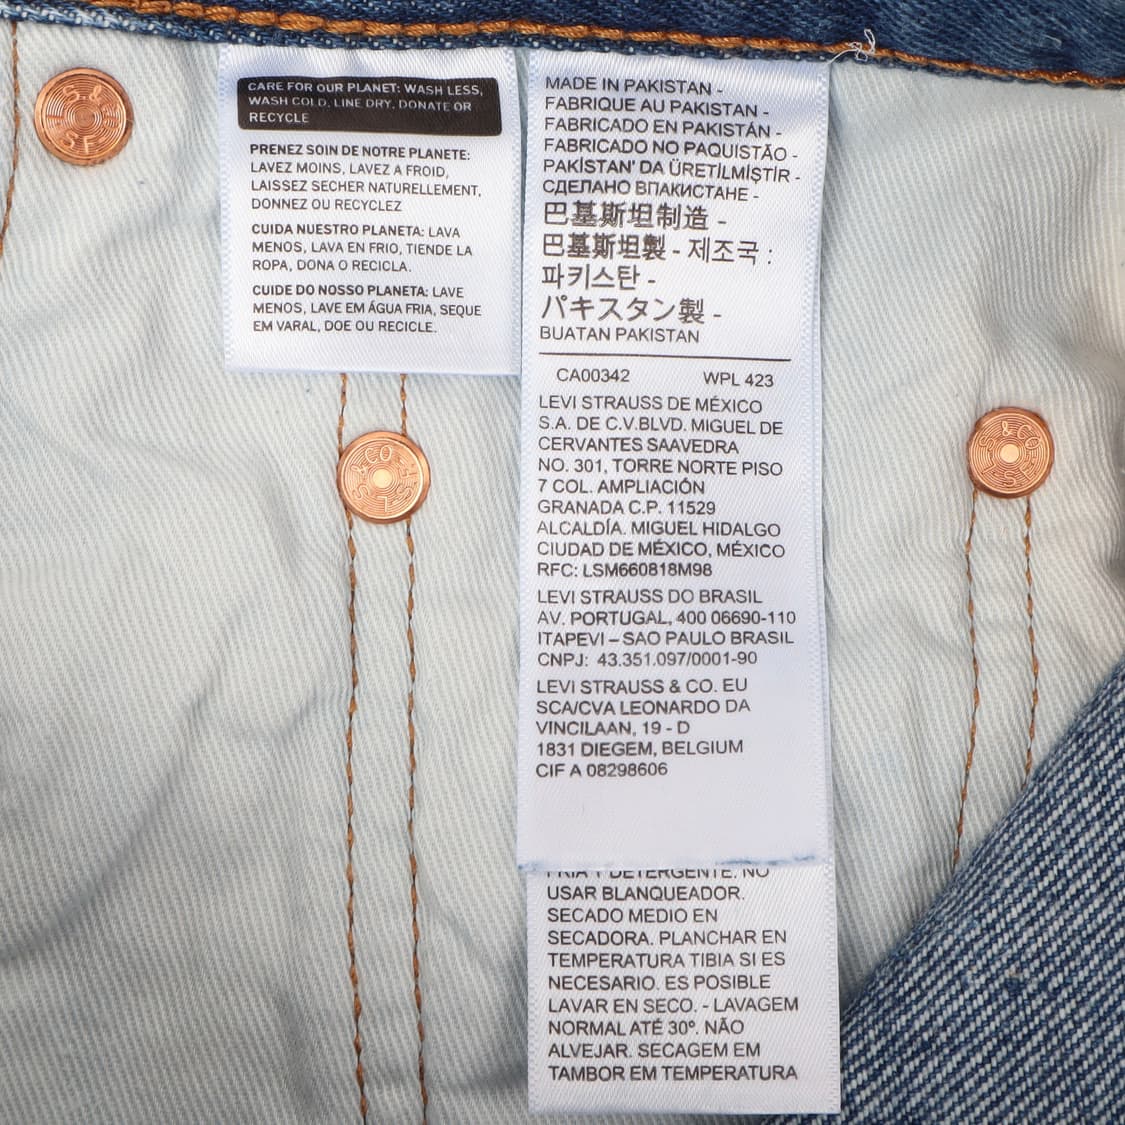 CARE FOR OUR PLANET: WASH LESS,
WASH COLD, LINE DRY, DONATE OR
RECYCLE
PRENEZ SOIN DE NOTRE PLANETE:
LAVEZ MOINS, LAVEZ A FROID,
LAISSEZ SECHER NATURELLEMENT,
DONNEZ OU RECYCLEZ
CUIDA NUESTRO PLANETA: LAVA
MENOS, LAVA EN FRIO, TIENDE LA
ROPA, DONA O RECICLA.
CUIDE DO NOSSO PLANETA: LAVE
MENOS, LAVE EM ÁGUA FRIA, SEQUE
EM VARAL, DOE OU RECICLE.
MADE IN PAKISTAN -
FABRIQUE AU PAKISTAN -
FABRICADO EN PAKISTÁN -
FABRICADO NO PAQUISTÃO -
PAKİSTAN' DA ÜRETİLMİŞTİR -
СДЕЛАНО ВПАКИСТАНЕ -
巴基斯坦制造 -
巴基斯坦製 - 제조국 :
파키스탄 -
パキスタン製 -
BUATAN PAKISTAN
CA00342 WPL 423
LEVI STRAUSS DE MÉXICO
S.A. DE C.V.BLVD. MIGUEL DE
CERVANTES SAAVEDRA
NO. 301, TORRE NORTE PISO
7 COL. AMPLIACIÓN
GRANADA C.P. 11529
ALCALDÍA. MIGUEL HIDALGO
CIUDAD DE MÉXICO, MÉXICO
RFC: LSM660818M98
LEVI STRAUSS DO BRASIL
AV. PORTUGAL, 400 06690-110
ITAPEVI – SAO PAULO BRASIL
CNPJ: 43.351.097/0001-90
LEVI STRAUSS & CO. EU
SCA/CVA LEONARDO DA
VINCILAAN, 19 - D
1831 DIEGEM, BELGIUM
CIF A 08298606
FRIA Y DETERGENTE. NO
USAR BLANQUEADOR.
SECADO MEDIO EN
SECADORA. PLANCHAR EN
TEMPERATURA TIBIA SI ES
NECESARIO. ES POSIBLE
LAVAR EN SECO. - LAVAGEM
NORMAL ATÉ 30º. NÃO
ALVEJAR. SECAGEM EM
TAMBOR EM TEMPERATURA